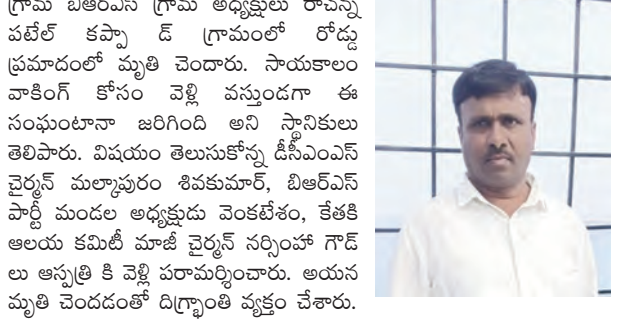 గ్రామ బిఆర్ఎస్ గ్రామ అధ్యక్షులు రాచన్న
పటేల్ కప్పా డ్ గ్రామంలో రోడ్డు
ప్రమాదంలో మృతి చెందారు. సాయకాలం
వాకింగ్ కోసం వెళ్లి వస్తుండగా ఈ
సంఘంటానా జరిగింది అని స్థానికులు
తెలిపారు. విషయం తెలుసుకోన్న డీసీఎంఎస్
చైర్మన్ మల్కాపురం శివకుమార్, బిఆర్ఎస్
పార్టీ మండల అధ్యక్షుడు వెంకటేశం, కేతకి
ఆలయ కమిటీ మాజీ చైర్మన్ నర్సింహా గౌడ్
లు ఆస్పత్రి కి వెళ్లి పరామర్శించారు. అయన
మృతి చెందడంతో దిగ్భ్రాంతి వ్యక్తం చేశారు.